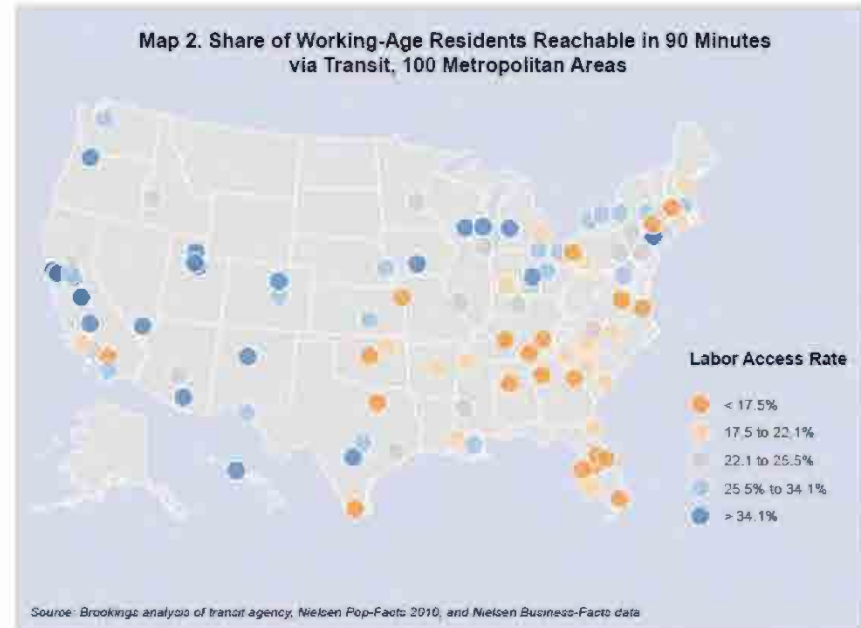 Map 2. Share of Working-Age Residents Reachable in 90 Minutes
via Transit, 100 Metropolitan Areas
Labor Access Rate
< 17.5%
17.5 to 22.1%
22.1 to 25.5%
25.5% to 34.1%
> 34.1%
Source: Brookings analysis of transit agency, Nielsen Pop-Facts 2010, and Nielsen Business-Facts data